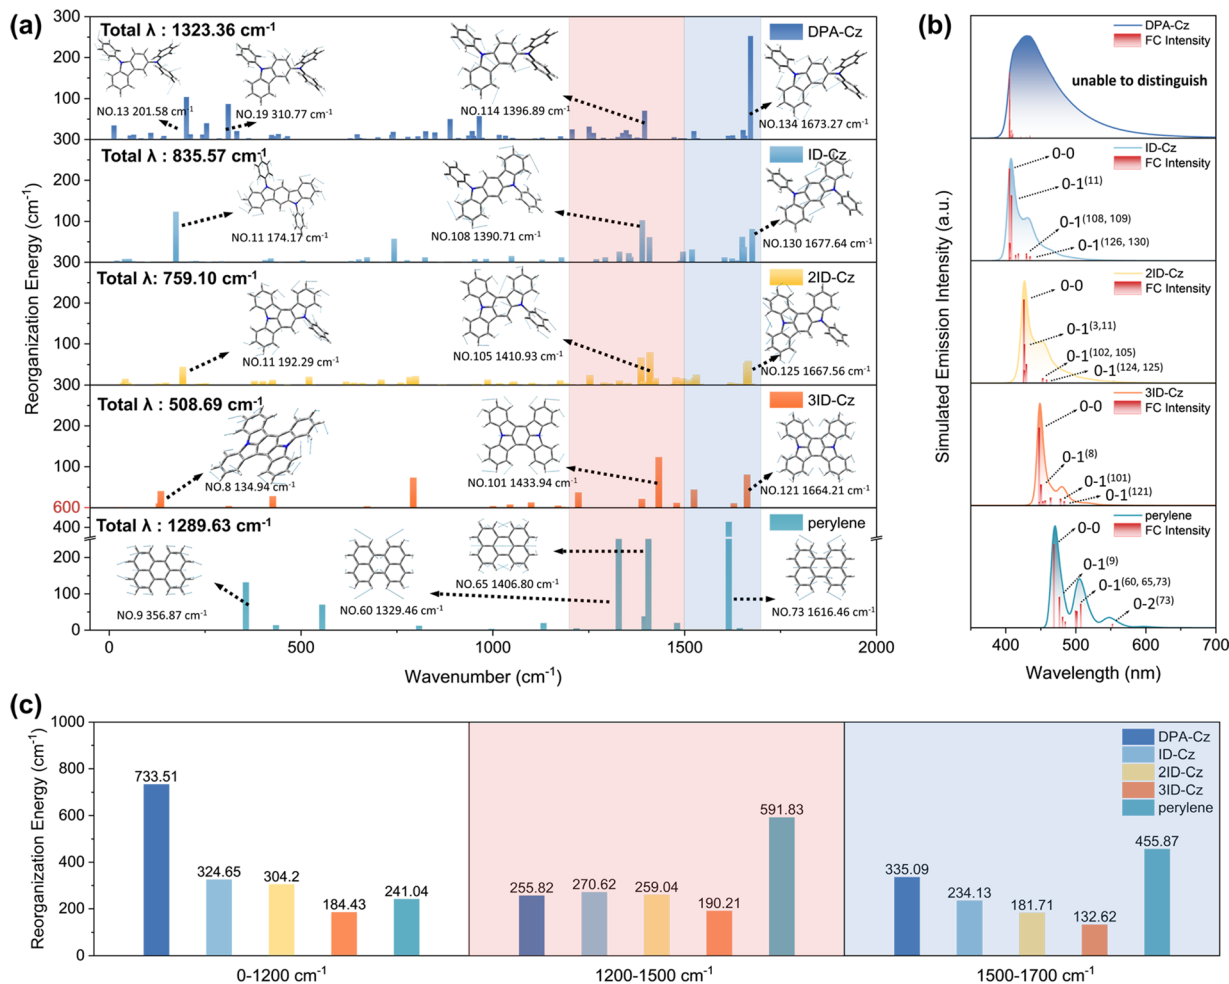 (a)
Reorganization Energy (cm-1)
300
200
100
300
200
100
300
200
100
300
200
100
600
400
200
100
0
Total λ : 1323.36 cm-1
DPA-Cz
NO.13 201.58 cm-1
NO.19 310.77 cm-1
NO.114 1396.89 cm-1
NO.134 1673.27 cm-1
Total λ : 835.57 cm-1
ID-Cz
NO.11 174.17 cm-1
NO.108 1390.71 cm-1
NO.130 1677.64 cm-1
Total λ : 759.10 cm-1
2ID-Cz
NO.11 192.29 cm-1
NO.105 1410.93 cm-1
NO.125 1667.56 cm-1
Total λ : 508.69 cm-1
3ID-Cz
NO.8 134.94 cm-1
NO.101 1433.94 cm-1
NO.121 1664.21 cm-1
Total λ : 1289.63 cm-1
perylene
NO.9 356.87 cm-1
NO.60 1329.46 cm-1
NO.65 1406.80 cm-1
NO.73 1616.46 cm-1
0 500 1000 1500 2000
Wavenumber (cm-1)
(b)
Simulated Emission Intensity (a.u.)
DPA-Cz
FC Intensity
unable to distinguish
ID-Cz
FC Intensity
0-0
0-1(11)
0-1(108, 109)
0-1(126, 130)
2ID-Cz
FC Intensity
0-0
0-1(3,11)
0-1(102, 105)
0-1(124, 125)
3ID-Cz
FC Intensity
0-0
0-1(8)
0-1(101)
0-1(121)
perylene
FC Intensity
0-0
0-1(9)
0-1(60, 65,73)
0-2(73)
400 500 600 700
Wavelength (nm)
(c)
Reorganization Energy (cm-1)
1000
800
600
400
200
0
733.51
324.65
304.2
184.43
241.04
255.82
270.62
259.04
190.21
591.83
335.09
234.13
181.71
132.62
455.87
DPA-Cz
ID-Cz
2ID-Cz
3ID-Cz
perylene
0-1200 cm-1
1200-1500 cm-1
1500-1700 cm-1